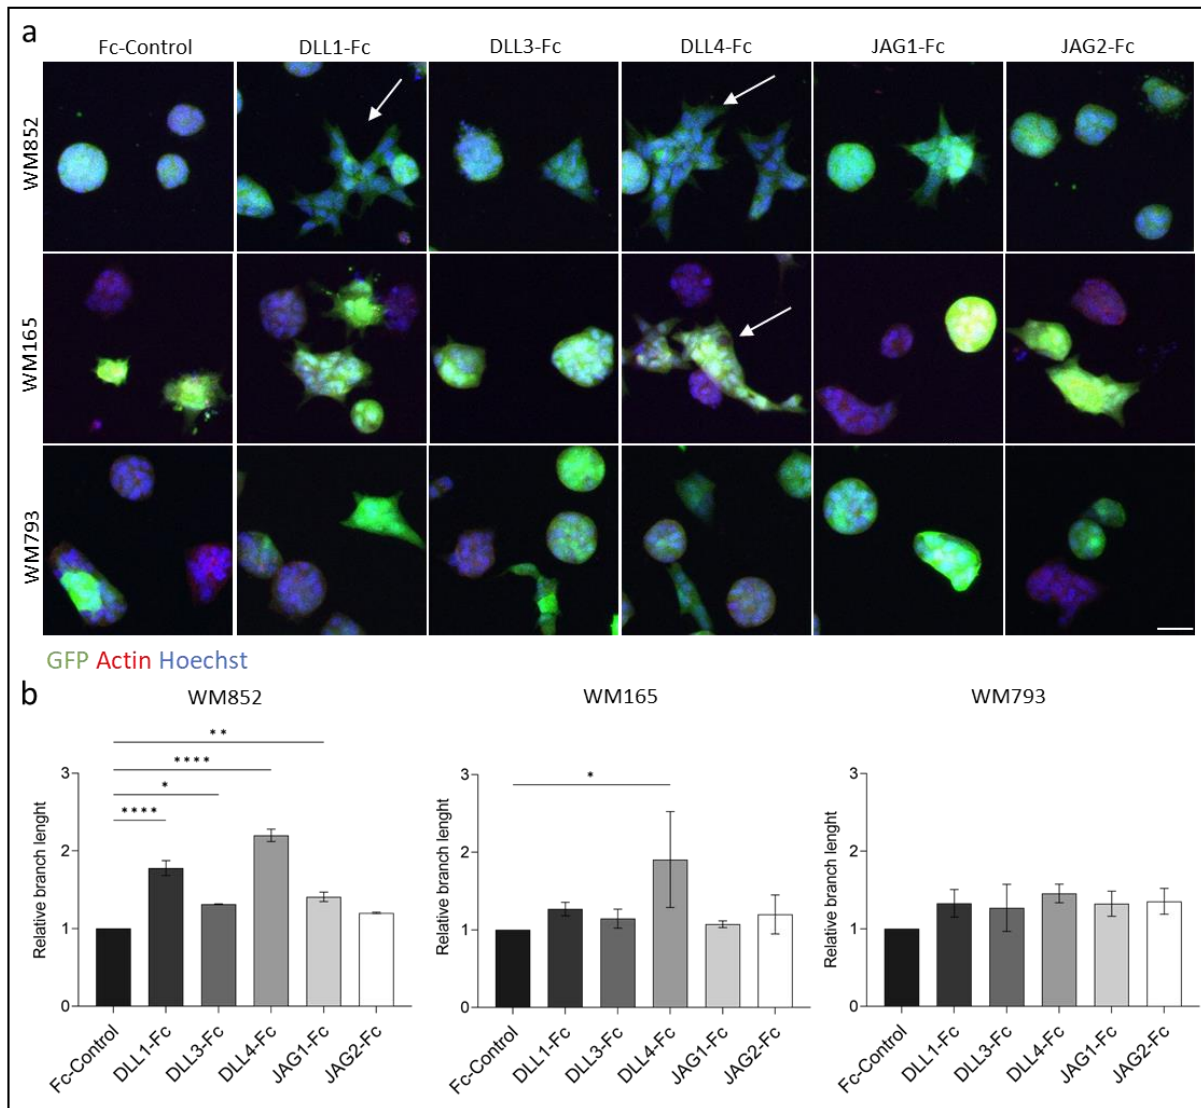 a
Fc-Control DLL1-Fc DLL3-Fc DLL4-Fc JAG1-Fc JAG2-Fc
WM852
WM165
WM793
GFP Actin Hoechst
b
WM852 WM165 WM793
**
****
*
****
*
3
2
1
0
Relative branch lenght
Fc-Control DLL1-Fc DLL3-Fc DLL4-Fc JAG1-Fc JAG2-Fc
3
2
1
0
Relative branch lenght
Fc-Control DLL1-Fc DLL3-Fc DLL4-Fc JAG1-Fc JAG2-Fc
3
2
1
0
Relative branch lenght
Fc-Control DLL1-Fc DLL3-Fc DLL4-Fc JAG1-Fc JAG2-Fc